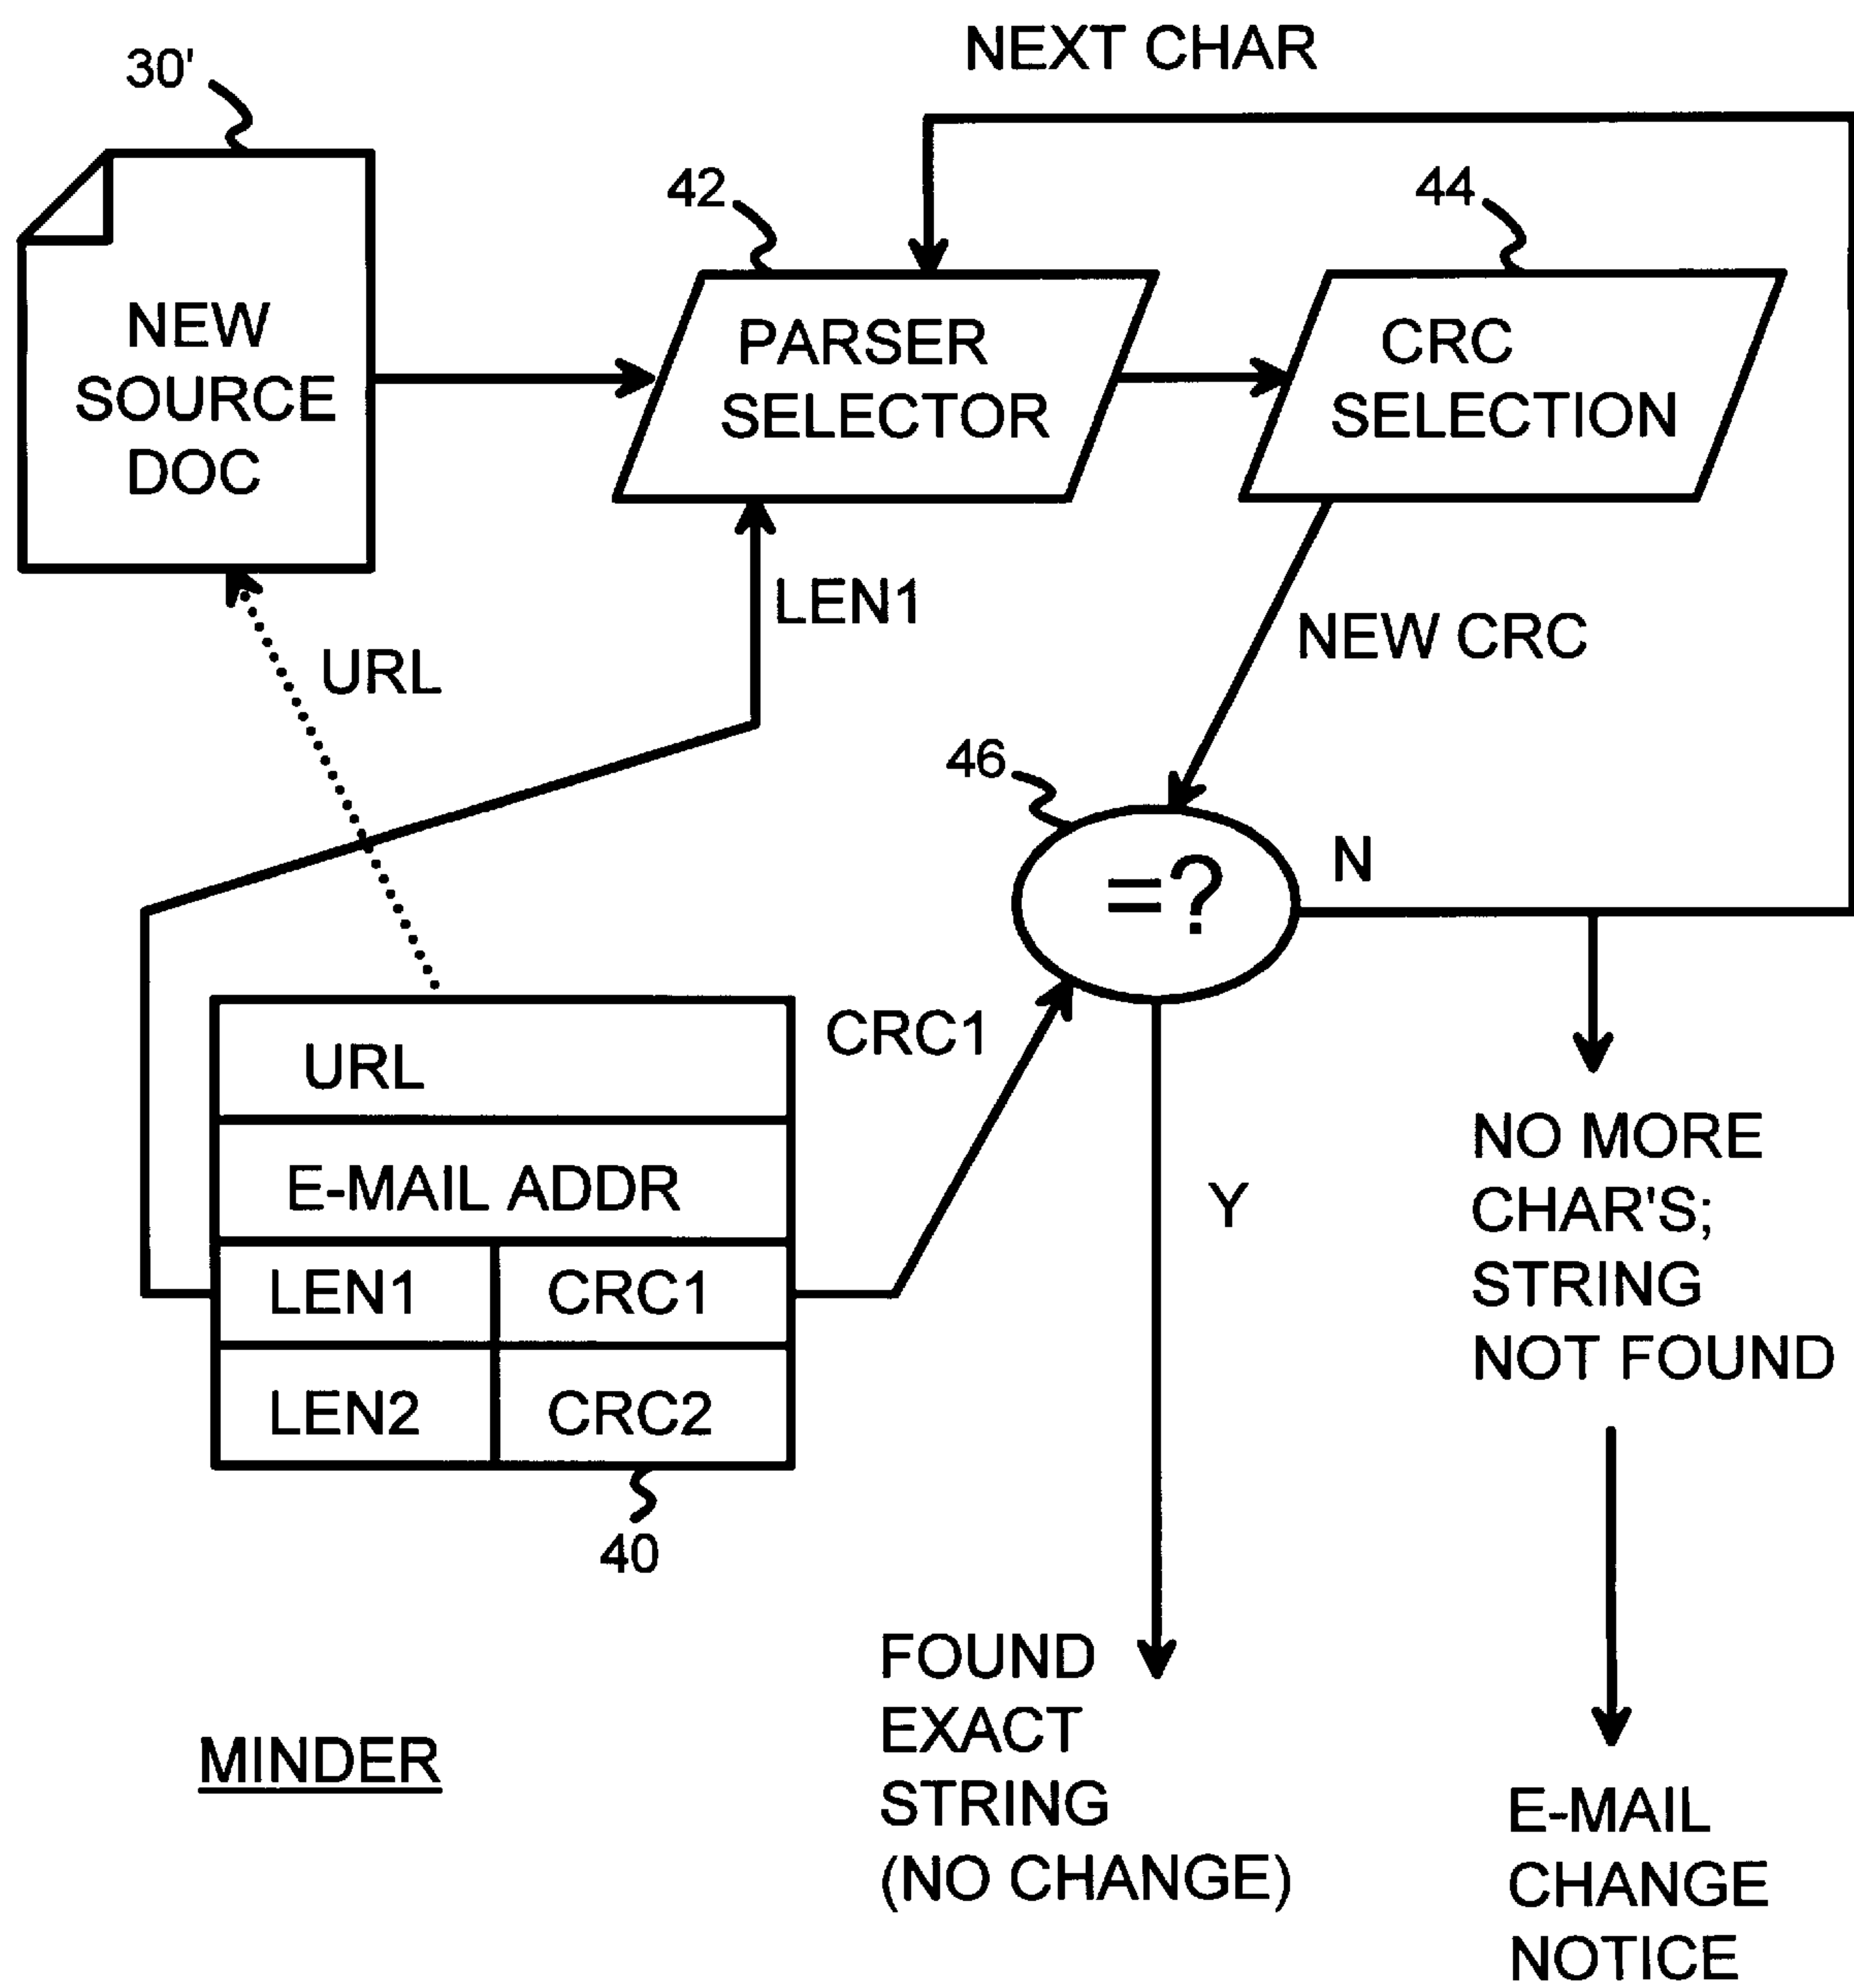 NEXT CHAR
30'
42
44
NEW
SOURCE
DOC
PARSER
SELECTOR
CRC
SELECTION
LEN1
URL
NEW CRC
46
=?
N
CRC1
URL
E-MAIL ADDR
LEN1 CRC1
LEN2 CRC2
40
Y
NO MORE
CHAR'S;
STRING
NOT FOUND
FOUND
EXACT
STRING
(NO CHANGE)
E-MAIL
CHANGE
NOTICE
MINDER